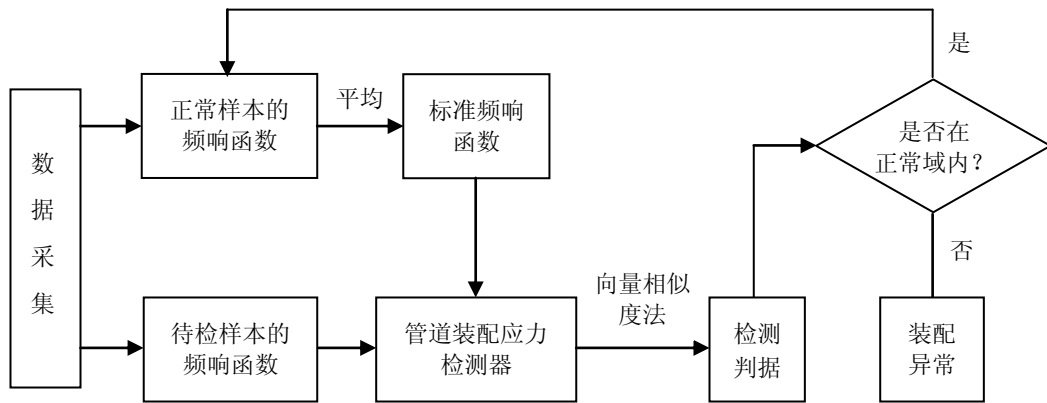 数
据
采
集
正常样本的
频响函数
平均
标准频响
函数
待检样本的
频响函数
管道装配应力
检测器
向量相似
度法
检测
判据
是否在
正常域内?
是
否
装配
异常